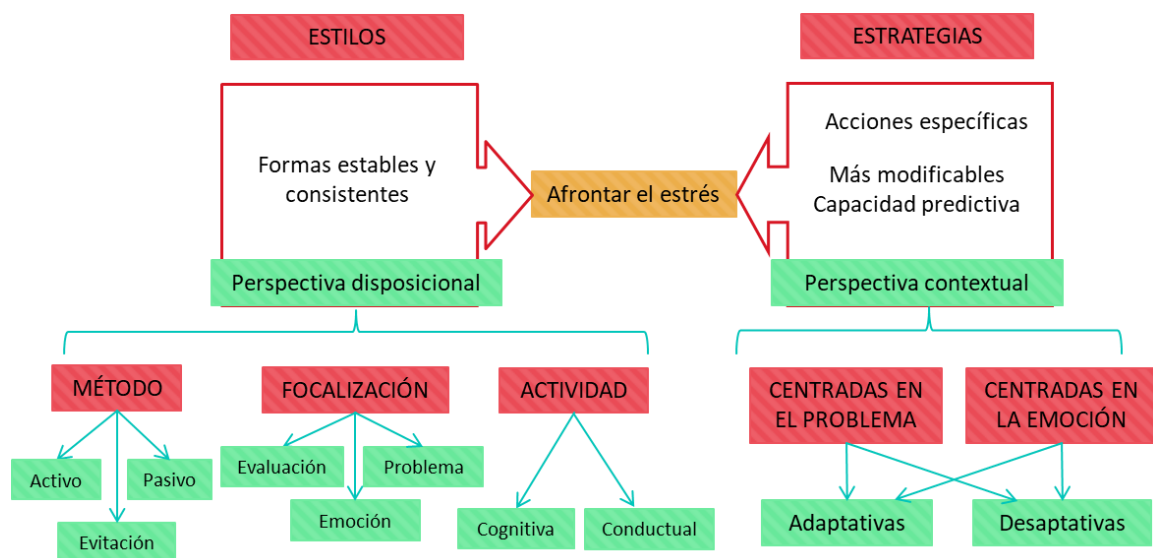 ESTILOS
ESTRATEGIAS
Formas estables y
consistentes
Afrontar el estrés
Acciones específicas
Más modificables
Capacidad predictiva
Perspectiva disposicional
Perspectiva contextual
MÉTODO
FOCALIZACIÓN
ACTIVIDAD
CENTRADAS EN
EL PROBLEMA
CENTRADAS EN
LA EMOCIÓN
Activo
Pasivo
Evitación
Evaluación
Problema
Emoción
Cognitiva
Conductual
Adaptativas
Desaptativas